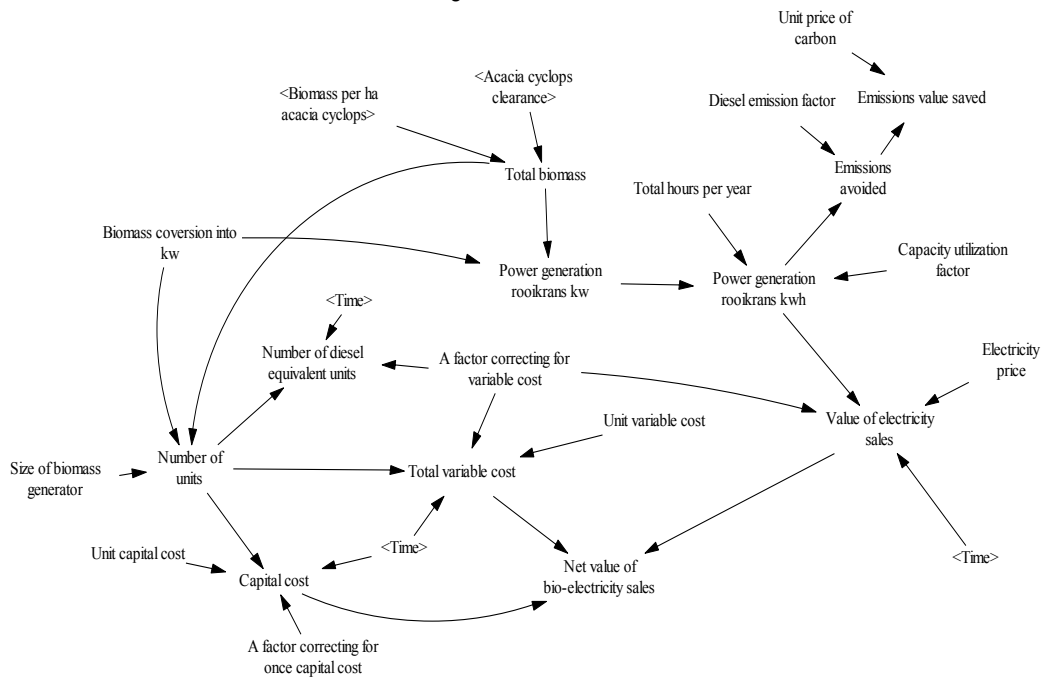 Unit price of
carbon
<Acacia cyclops
clearance>
<Biomass per ha
acacia cyclops>
Diesel emission factor
Emissions value saved
Total biomass
Emissions
avoided
Total hours per year
Biomass coversion into
kw
Capacity utilization
factor
Power generation
rooikrans kw
Power generation
rooikrans kwh
<Time>
Number of diesel
equivalent units
A factor correcting for
variable cost
Electricity
price
Unit variable cost
Value of electricity
sales
Size of biomass
generator
Number of
units
Total variable cost
Unit capital cost
<Time>
<Time>
Capital cost
Net value of
bio-electricity sales
A factor correcting for
once capital cost